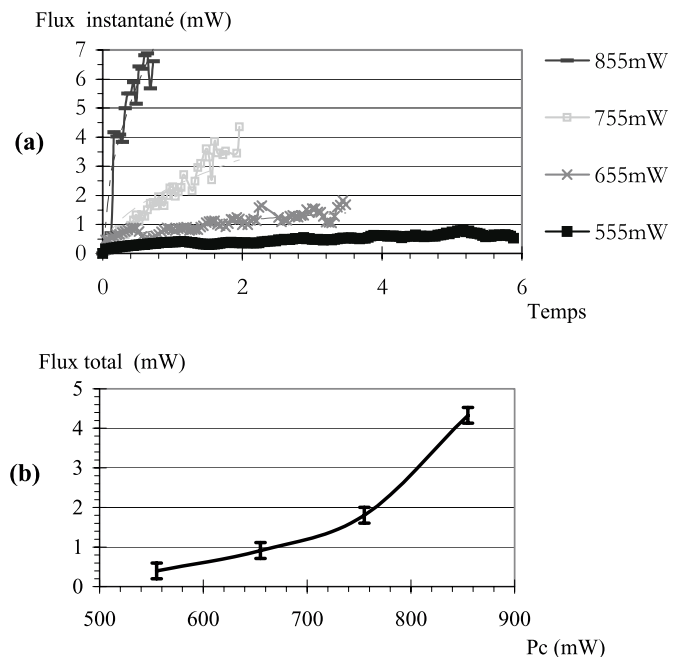 Flux instantané (mW)
(a)
7
6
5
4
3
2
1
0
0 2 4 6
Temps
855mW
755mW
655mW
555mW
Flux total (mW)
(b)
5
4
3
2
1
0
500 600 700 800 900
Pc (mW)